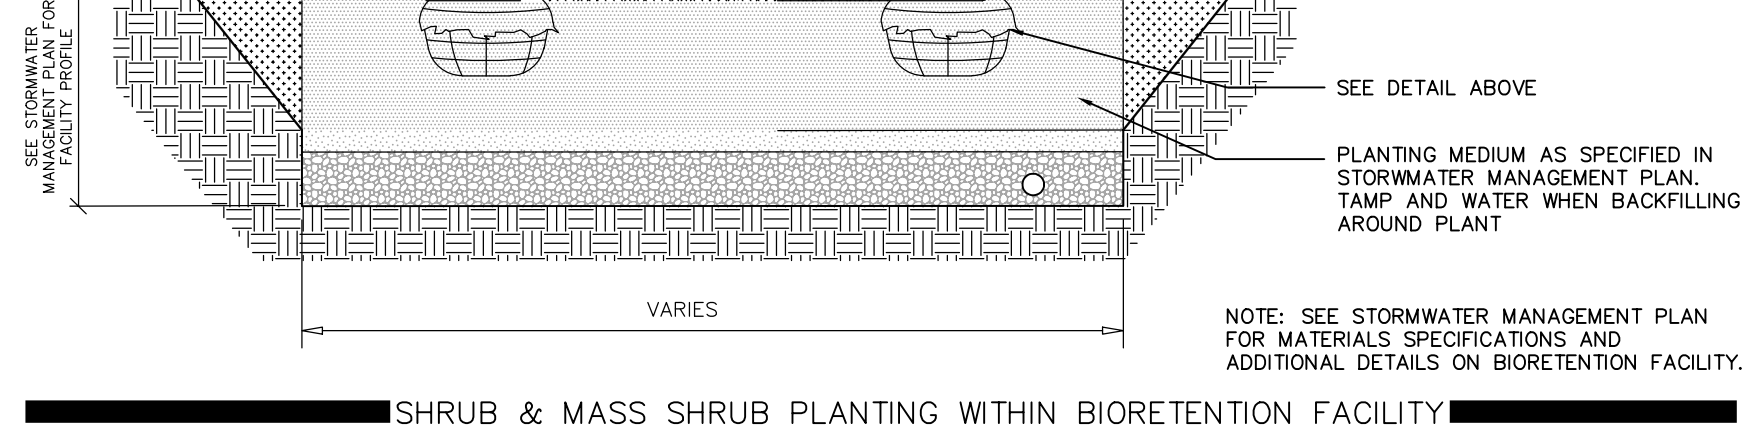 SEE STORMWATER
MANAGEMENT PLAN FOR
FACILITY PROFILE
SEE DETAIL ABOVE
PLANTING MEDIUM AS SPECIFIED IN
STORWMATER MANAGEMENT PLAN.
TAMP AND WATER WHEN BACKFILLING
AROUND PLANT
VARIES
NOTE: SEE STORMWATER MANAGEMENT PLAN
FOR MATERIALS SPECIFICATIONS AND
ADDITIONAL DETAILS ON BIORETENTION FACILITY.
SHRUB & MASS SHRUB PLANTING WITHIN BIORETENTION FACILITY